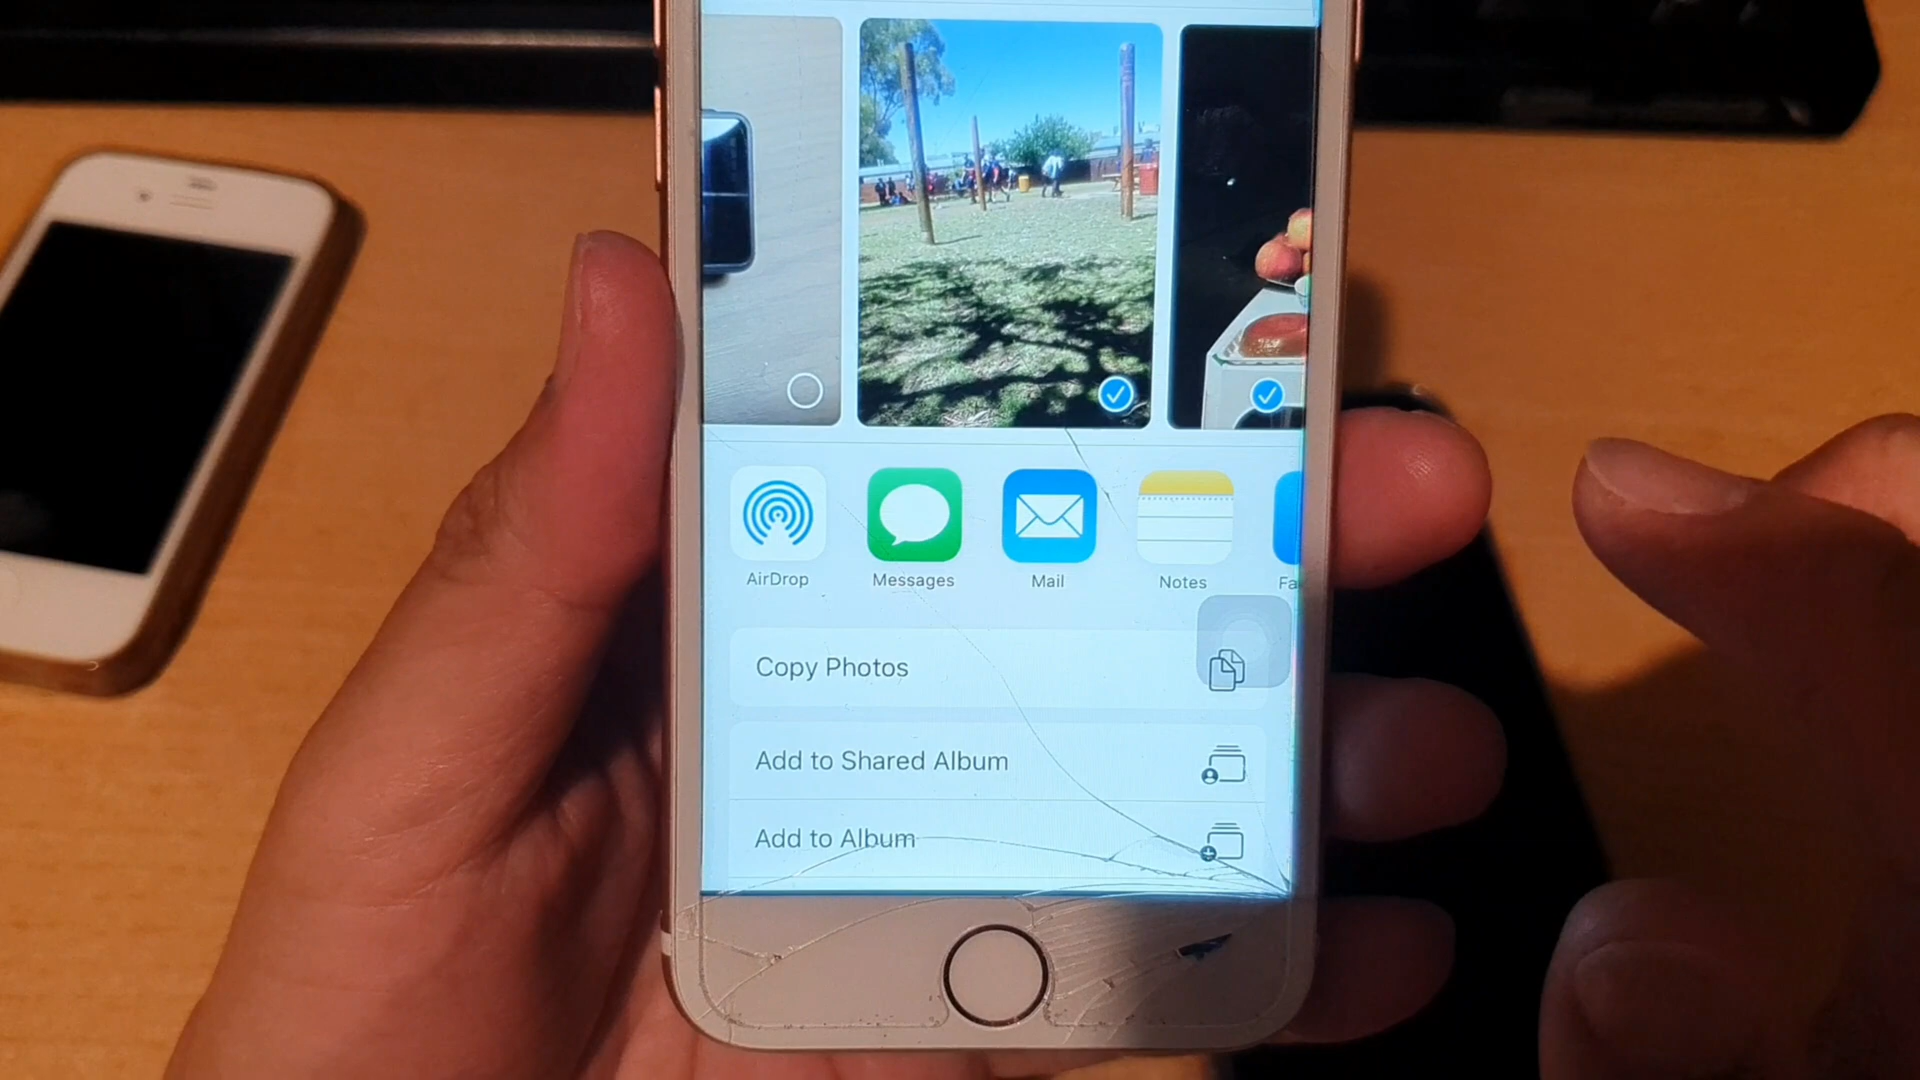 AirDrop
Messages
Mail
Notes
Copy Photos
Add to Shared Album
Add to Album